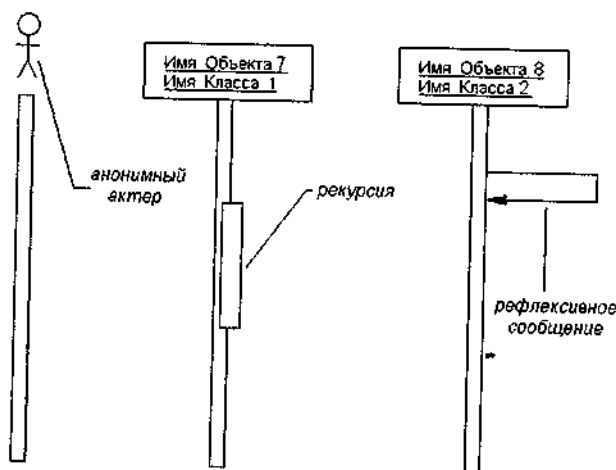 Имя Объекта 7
Имя Класса 1
Имя Объекта 8
Имя Класса 2
анонимный
актер
рекурсия
рефлексивное
сообщение